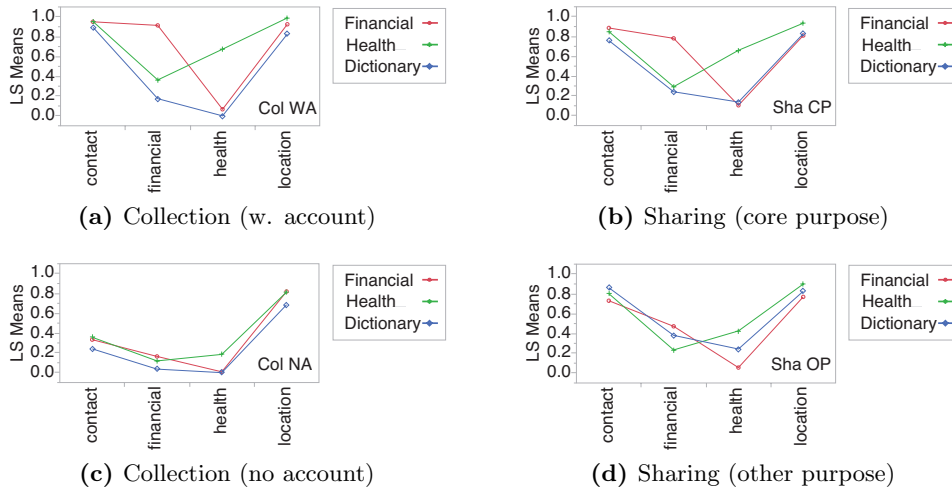 LS Means
1.0
0.8
0.6
0.4
0.2
0.0
Col WA
contact
financial
health
location
Financial
Health
Dictionary
(a) Collection (w. account)
LS Means
1.0
0.8
0.6
0.4
0.2
0.0
Sha CP
contact
financial
health
location
Financial
Health
Dictionary
(b) Sharing (core purpose)
LS Means
1.0
0.8
0.6
0.4
0.2
0.0
Col NA
contact
financial
health
location
Financial
Health
Dictionary
(c) Collection (no account)
LS Means
1.0
0.8
0.6
0.4
0.2
0.0
Sha OP
contact
financial
health
location
Financial
Health
Dictionary
(d) Sharing (other purpose)